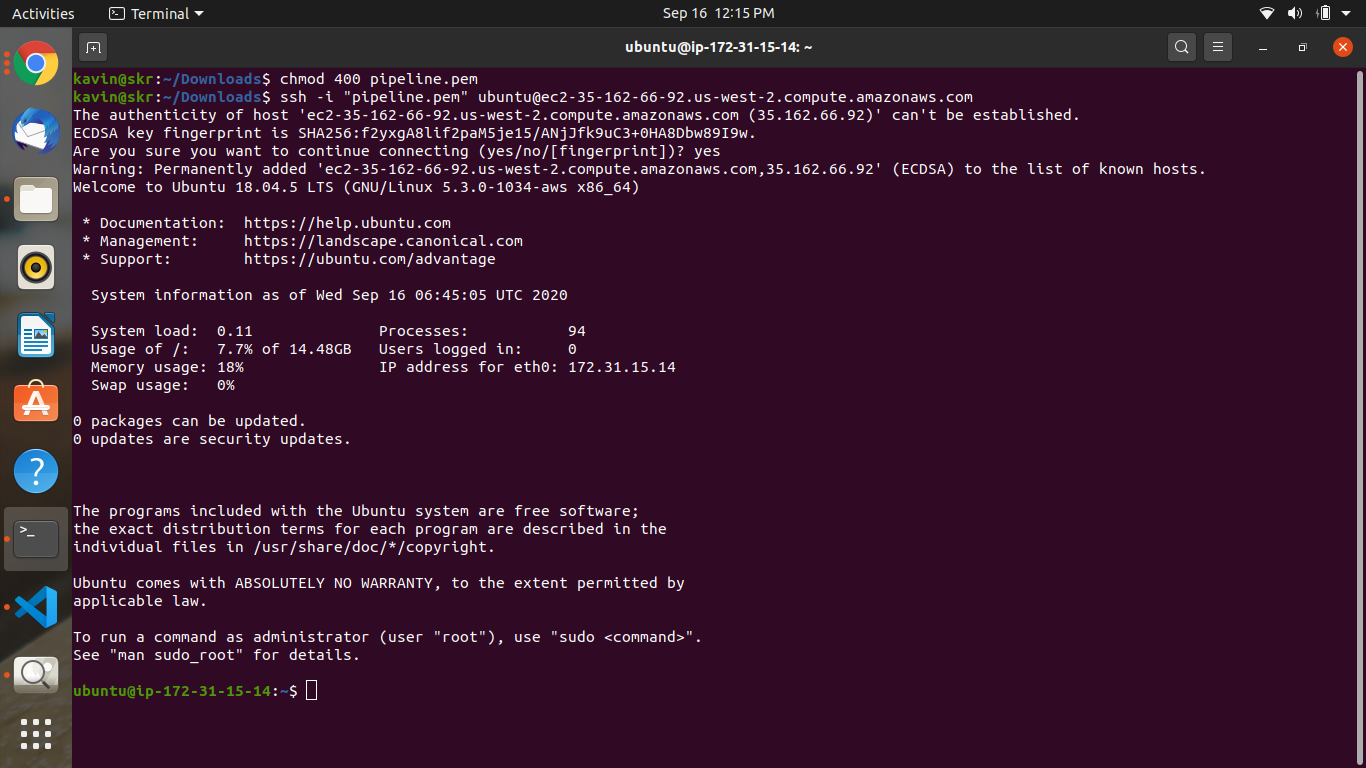 Activities
Terminal
Sep 16 12:15 PM
ubuntu@ip-172-31-15-14: ~
kavin@skr:~/Downloads$ chmod 400 pipeline.pem
kavin@skr:~/Downloads$ ssh -i "pipeline.pem" ubuntu@ec2-35-162-66-92.us-west-2.compute.amazonaws.com
The authenticity of host 'ec2-35-162-66-92.us-west-2.compute.amazonaws.com (35.162.66.92)' can't be established.
ECDSA key fingerprint is SHA256:f2yxgA8lif2paM5je15/ANjJfk9uC3+0HA8Dbw89I9w.
Are you sure you want to continue connecting (yes/no/[fingerprint])? yes
Warning: Permanently added 'ec2-35-162-66-92.us-west-2.compute.amazonaws.com,35.162.66.92' (ECDSA) to the list of known hosts.
Welcome to Ubuntu 18.04.5 LTS (GNU/Linux 5.3.0-1034-aws x86_64)
* Documentation:  https://help.ubuntu.com
* Management:     https://landscape.canonical.com
* Support:        https://ubuntu.com/advantage
System information as of Wed Sep 16 06:45:05 UTC 2020
System load:  0.11              Processes:           94
Usage of /:   7.7% of 14.48GB   Users logged in:     0
Memory usage: 18%               IP address for eth0: 172.31.15.14
Swap usage:   0%
0 packages can be updated.
0 updates are security updates.
The programs included with the Ubuntu system are free software;
the exact distribution terms for each program are described in the
individual files in /usr/share/doc/*/copyright.
Ubuntu comes with ABSOLUTELY NO WARRANTY, to the extent permitted by
applicable law.
To run a command as administrator (user "root"), use "sudo <command>".
See "man sudo_root" for details.
ubuntu@ip-172-31-15-14:~$